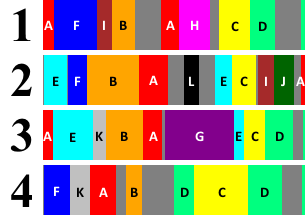 1 A F I B A H C D
2 E F B A L E C I J A
3 A E K B A G E C D
4 F K A B D C D